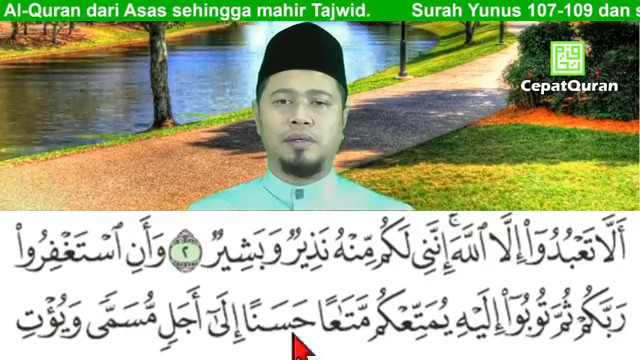 Al-Quran dari Asas sehingga mahir Tajwid. Surah Yunus 107-109 dan s
CepatQuran
أَلَّا تَعْبُدُوٓا۟ إِلَّا ٱللَّهَ ۚ إِنَّنِى لَكُم مِّنْهُ نَذِيرٌ وَبَشِيرٌ ٢ وَأَنِ ٱسْتَغْفِرُوا۟
رَبَّكُمْ ثُمَّ تُوبُوٓا۟ إِلَيْهِ يُمَتِّعْكُم مَّتَـٰعًا حَسَنًا إِلَىٰٓ أَجَلٍ مُّسَمًّى وَيُؤْتِ